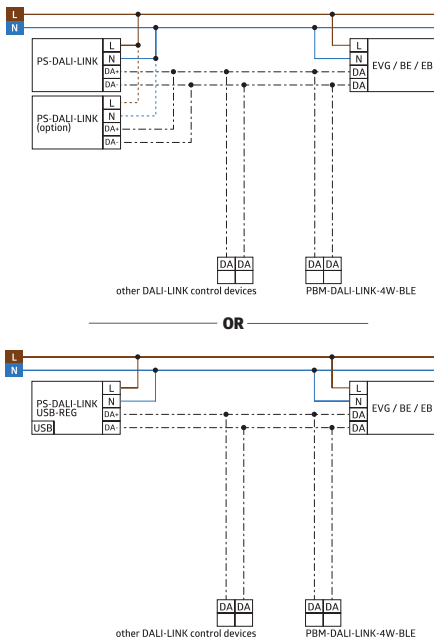 L
N
PS-DALI-LINK
L
N
DA+
DA-
L
N
DA
DA
EVG / BE / EB
PS-DALI-LINK
(option)
L
N
DA+
DA-
DA DA
DA DA
other DALI-LINK control devices
PBM-DALI-LINK-4W-BLE
OR
L
N
PS-DALI-LINK
USB-REG
USB
L
N
DA+
DA-
L
N
DA
DA
EVG / BE / EB
DA DA
DA DA
other DALI-LINK control devices
PBM-DALI-LINK-4W-BLE